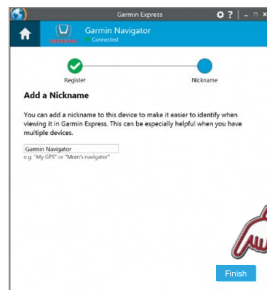 Garmin Express
Garmin Navigator
Connected
Register
Nickname
Add a Nickname
You can add a nickname to this device to make it easier to identify when
viewing it in Garmin Express. This can be especially helpful when you have
multiple devices.
Garmin Navigator
e.g. "My GPS" or "Mom's navigator"
Finish